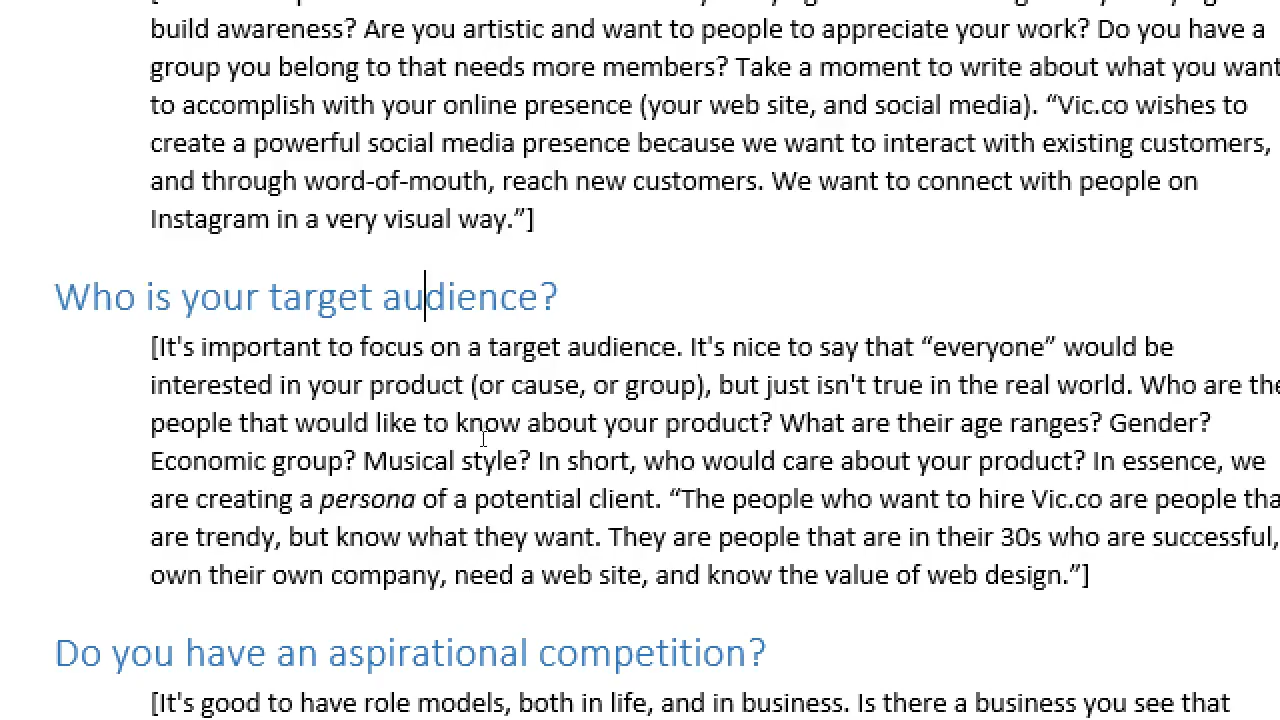 build awareness? Are you artistic and want to people to appreciate your work? Do you have a
group you belong to that needs more members? Take a moment to write about what you want
to accomplish with your online presence (your web site, and social media). “Vic.co wishes to
create a powerful social media presence because we want to interact with existing customers,
and through word-of-mouth, reach new customers. We want to connect with people on
Instagram in a very visual way.”]
Who is your target audience?
[It's important to focus on a target audience. It's nice to say that “everyone” would be
interested in your product (or cause, or group), but just isn't true in the real world. Who are the
people that would like to know about your product? What are their age ranges? Gender?
Economic group? Musical style? In short, who would care about your product? In essence, we
are creating a persona of a potential client. “The people who want to hire Vic.co are people tha
are trendy, but know what they want. They are people that are in their 30s who are successful,
own their own company, need a web site, and know the value of web design.”]
Do you have an aspirational competition?
[It's good to have role models, both in life, and in business. Is there a business you see that